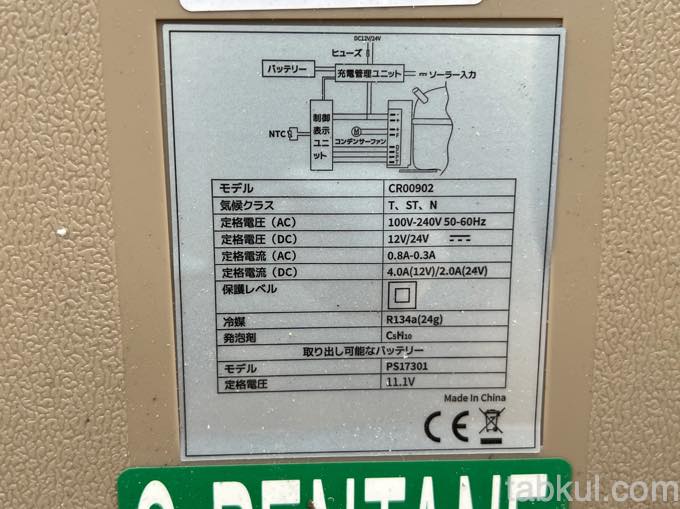 DC12V/24V
ヒューズ
バッテリー
充電管理ユニット
ソーラー入力
制御
表示
ユニ
ット
NTC
M
コンデンサーファン
モデル CR00902
気候クラス T、ST、N
定格電圧（AC） 100V-240V 50-60Hz
定格電圧（DC） 12V/24V
定格電流（AC） 0.8A-0.3A
定格電流（DC） 4.0A(12V)/2.0A(24V)
保護レベル
冷媒 R134a(24g)
発泡剤 C5H10
取り出し可能なバッテリー
モデル PS17301
定格電圧 11.1V
Made In China
CE
PENTANE
tabkul.com